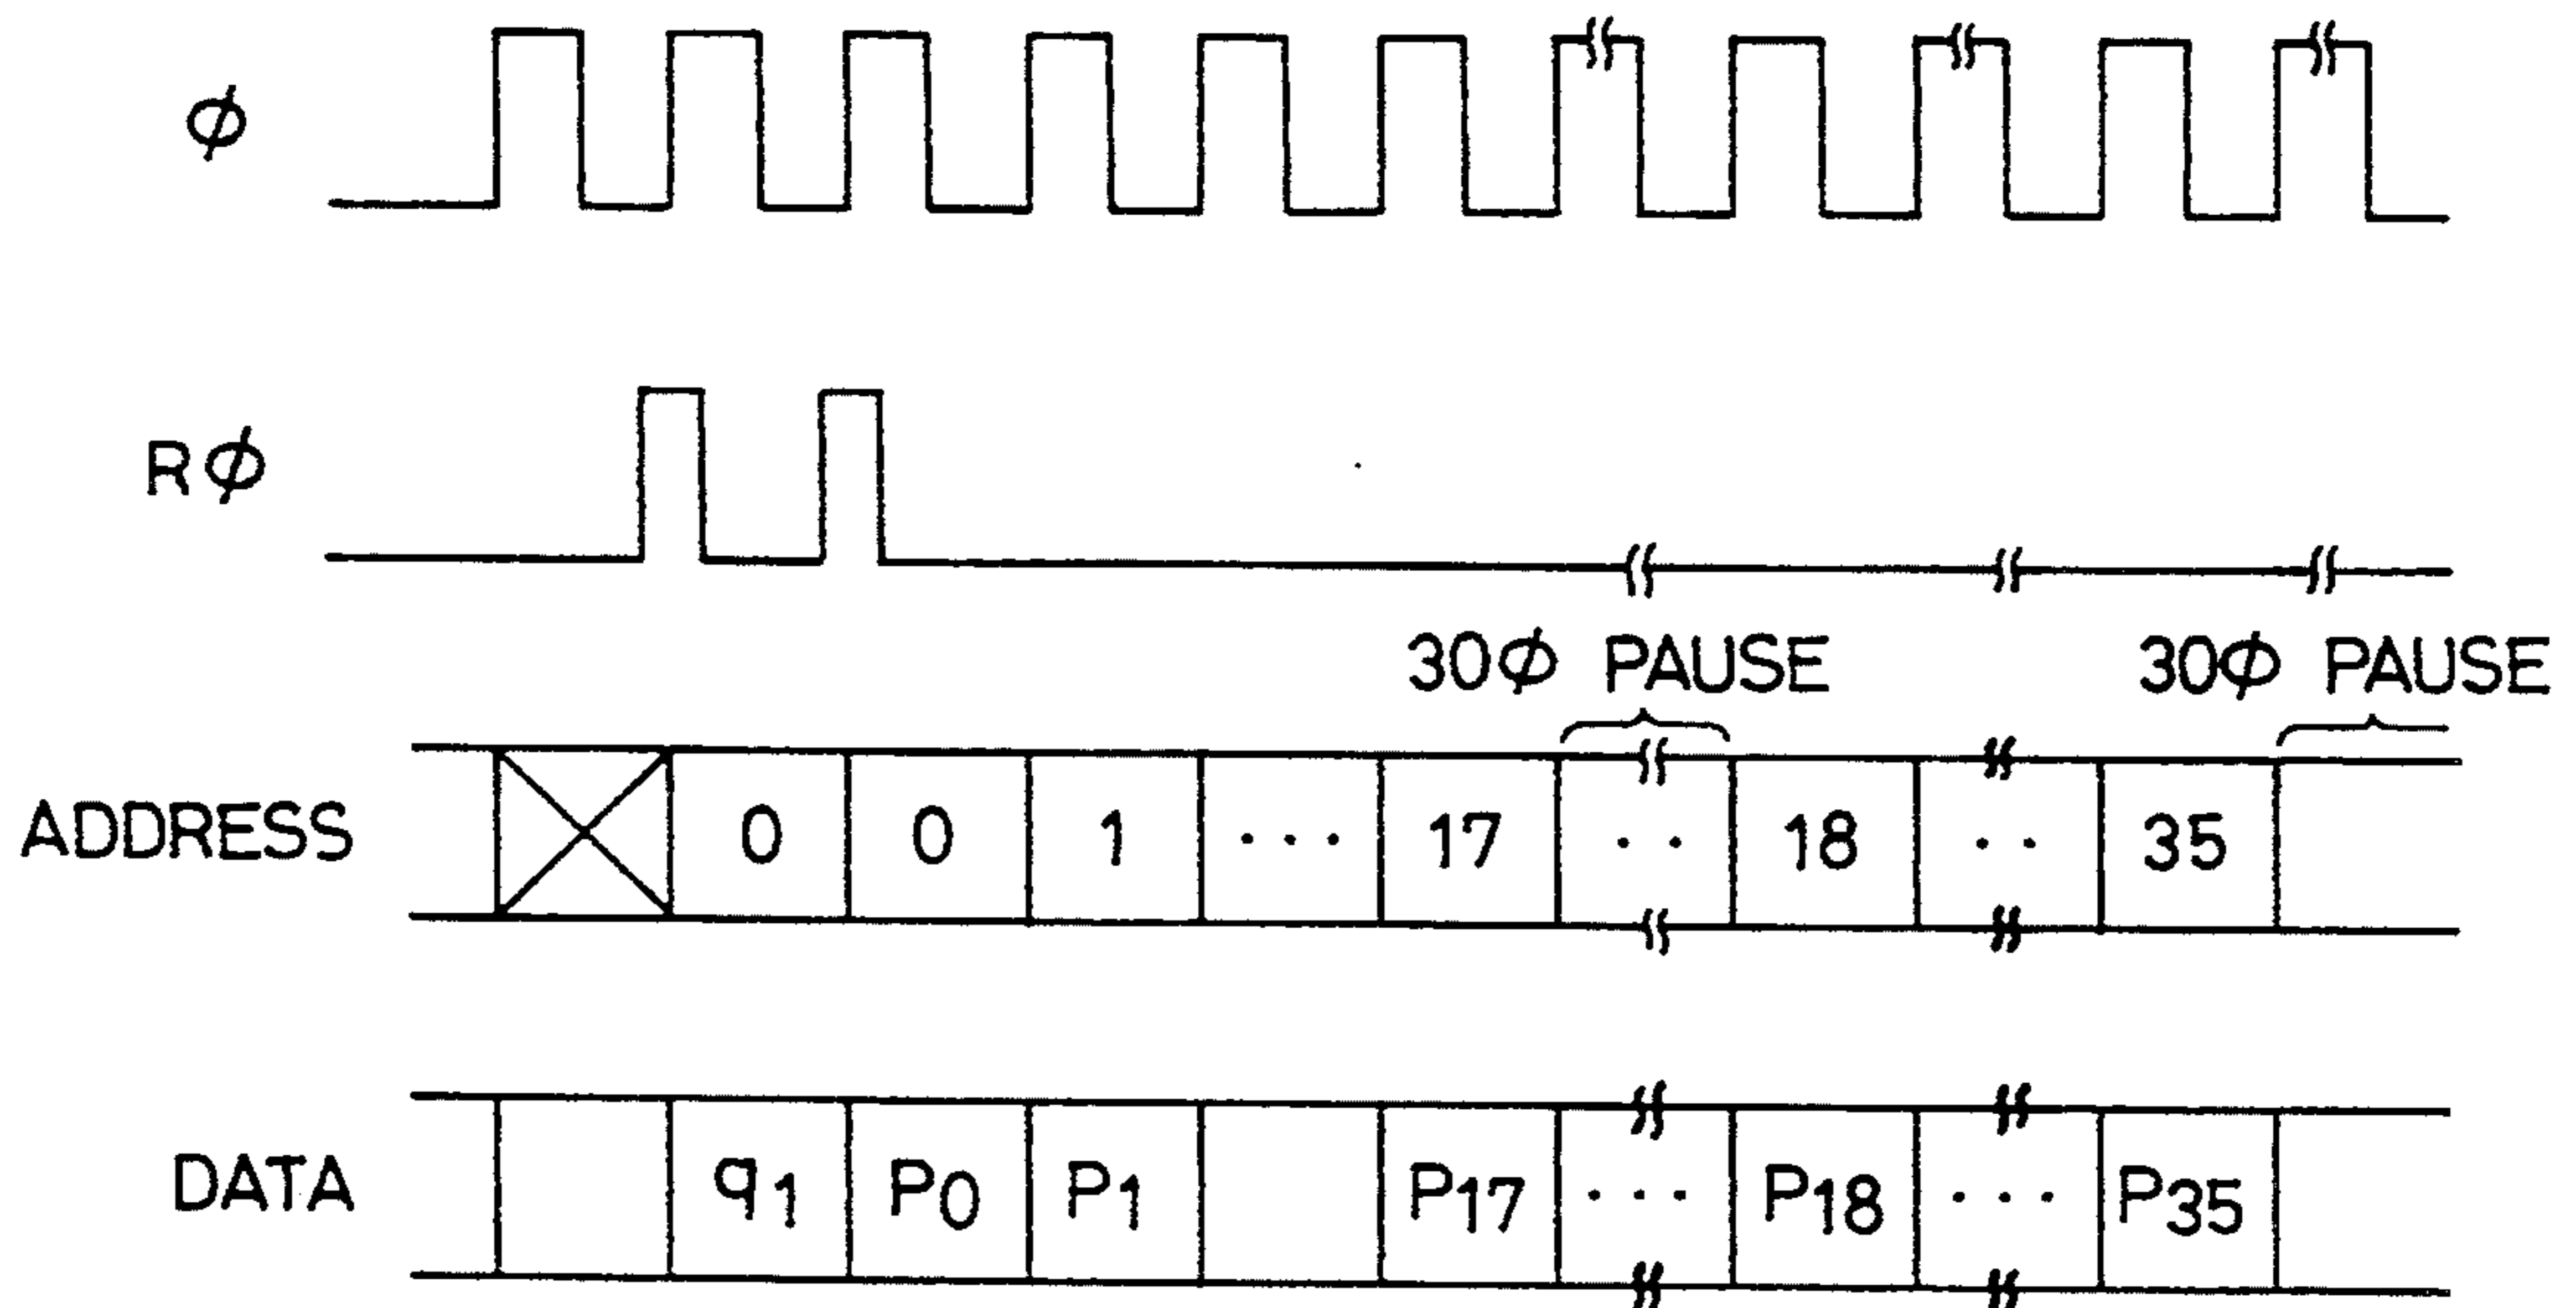 ϕ
Rϕ
30ϕ PAUSE 30ϕ PAUSE
ADDRESS 0 0 1 ... 17 .. 18 .. 35
DATA q1 P0 P1 P17 ... P18 ... P35